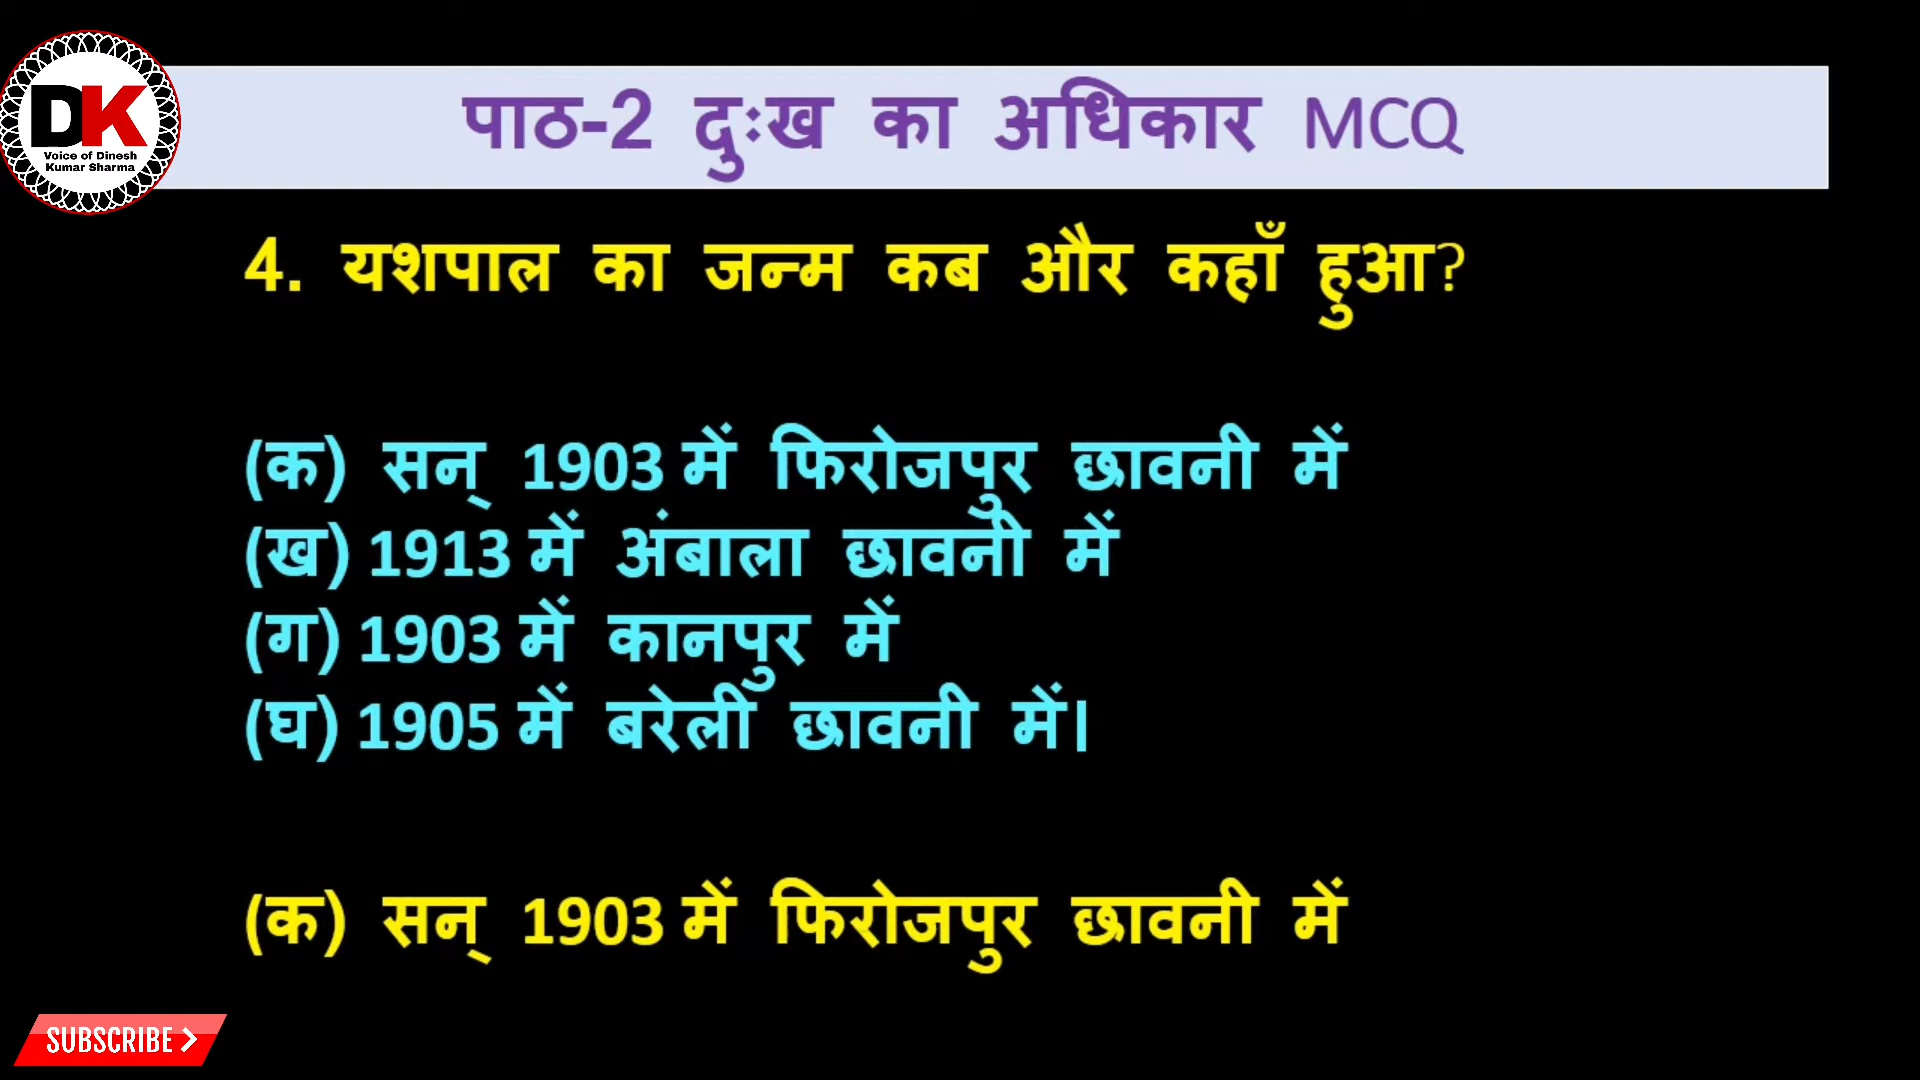 DK
Voice of Dinesh
Kumar Sharma
पाठ-2 दुःख का अधिकार MCQ
4. यशपाल का जन्म कब और कहाँ हुआ?
(क) सन् 1903 में फिरोजपुर छावनी में
(ख) 1913 में अंबाला छावनी में
(ग) 1903 में कानपुर में
(घ) 1905 में बरेली छावनी में।
(क) सन् 1903 में फिरोजपुर छावनी में
SUBSCRIBE >